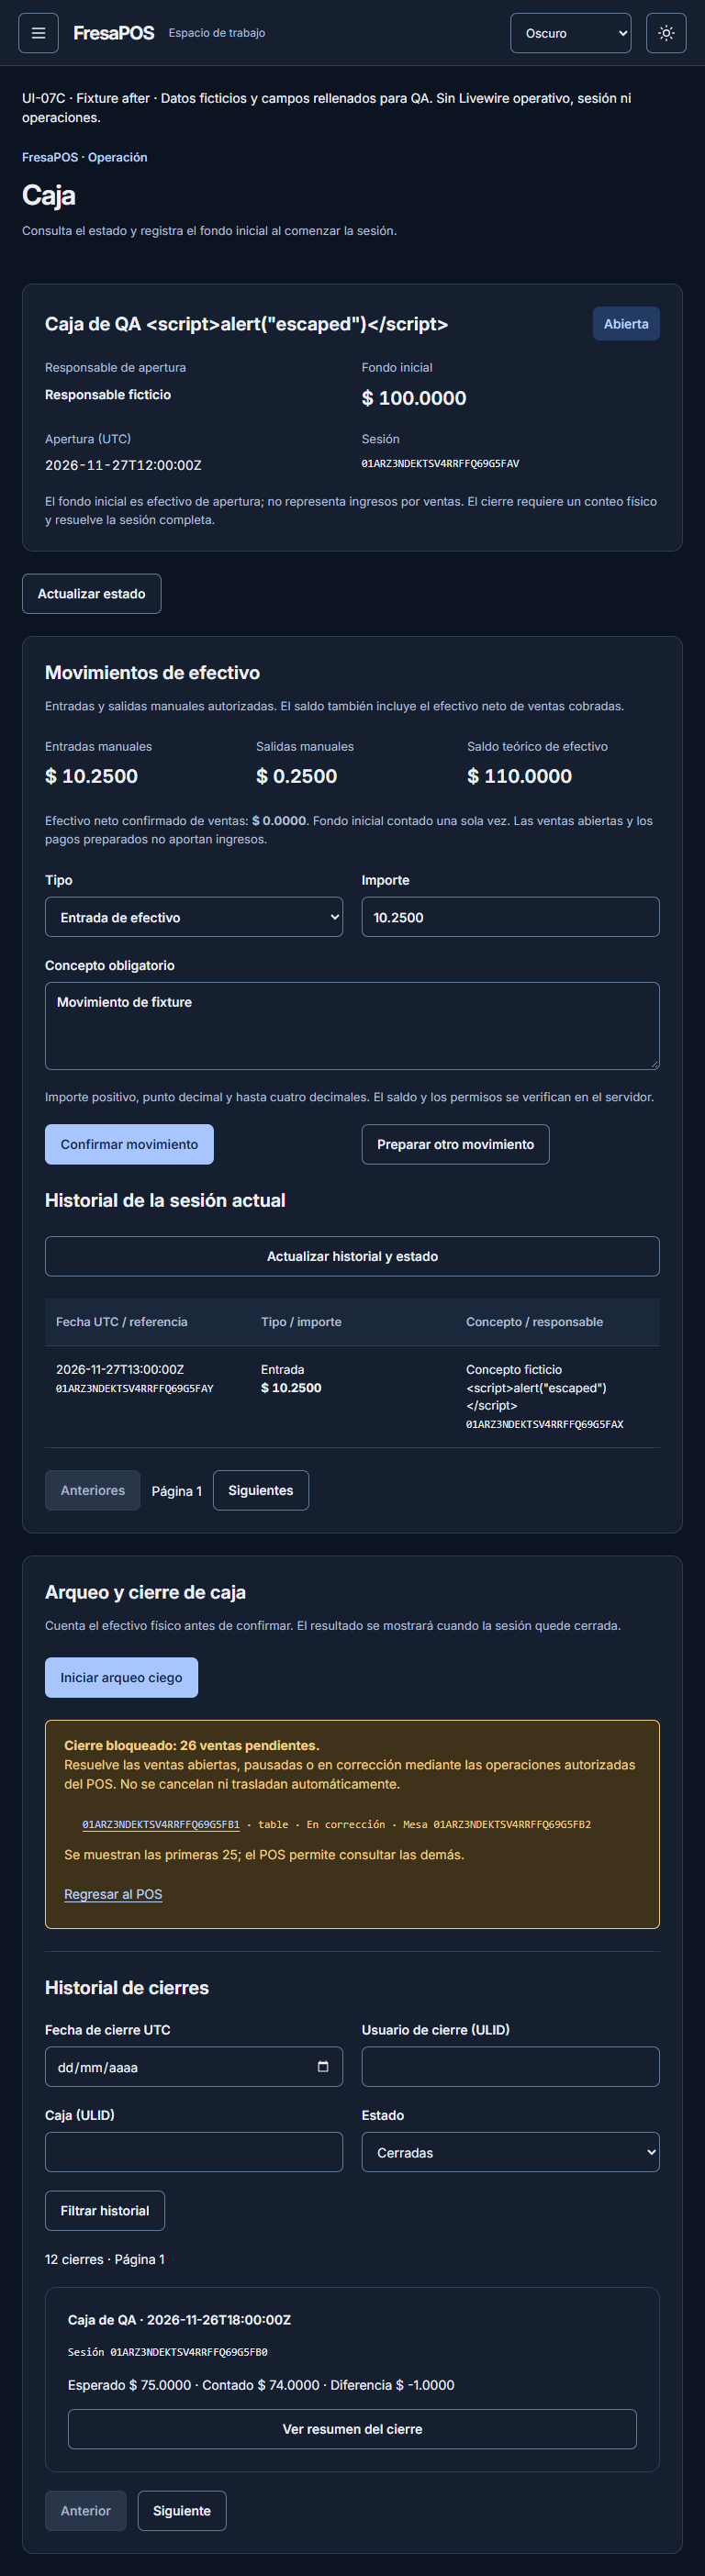 FresaPOS Espacio de trabajo Oscuro
UI-07C · Fixture after · Datos ficticios y campos rellenados para QA. Sin Livewire operativo, sesión ni
operaciones.
FresaPOS · Operación
Caja
Consulta el estado y registra el fondo inicial al comenzar la sesión.
Caja de QA <script>alert("escaped")</script> Abierta
Responsable de apertura Fondo inicial
Responsable ficticio $ 100.0000
Apertura (UTC) Sesión
2026-11-27T12:00:00Z 01ARZ3NDEKTSV4RRFFQ69G5FAV
El fondo inicial es efectivo de apertura; no representa ingresos por ventas. El cierre requiere un conteo físico
y resuelve la sesión completa.
Actualizar estado
Movimientos de efectivo
Entradas y salidas manuales autorizadas. El saldo también incluye el efectivo neto de ventas cobradas.
Entradas manuales Salidas manuales Saldo teórico de efectivo
$ 10.2500 $ 0.2500 $ 110.0000
Efectivo neto confirmado de ventas: $ 0.0000. Fondo inicial contado una sola vez. Las ventas abiertas y los
pagos preparados no aportan ingresos.
Tipo Importe
Entrada de efectivo 10.2500
Concepto obligatorio
Movimiento de fixture
Importe positivo, punto decimal y hasta cuatro decimales. El saldo y los permisos se verifican en el servidor.
Confirmar movimiento Preparar otro movimiento
Historial de la sesión actual
Actualizar historial y estado
Fecha UTC / referencia Tipo / importe Concepto / responsable
2026-11-27T13:00:00Z Entrada Concepto ficticio
01ARZ3NDEKTSV4RRFFQ69G5FAY $ 10.2500 <script>alert("escaped")
</script>
01ARZ3NDEKTSV4RRFFQ69G5FAX
Anteriores Página 1 Siguientes
Arqueo y cierre de caja
Cuenta el efectivo físico antes de confirmar. El resultado se mostrará cuando la sesión quede cerrada.
Iniciar arqueo ciego
Cierre bloqueado: 26 ventas pendientes.
Resuelve las ventas abiertas, pausadas o en corrección mediante las operaciones autorizadas
del POS. No se cancelan ni trasladan automáticamente.
01ARZ3NDEKTSV4RRFFQ69G5FB1 · table · En corrección · Mesa 01ARZ3NDEKTSV4RRFFQ69G5FB2
Se muestran las primeras 25; el POS permite consultar las demás.
Regresar al POS
Historial de cierres
Fecha de cierre UTC Usuario de cierre (ULID)
dd/mm/aaaa
Caja (ULID) Estado
Cerradas
Filtrar historial
12 cierres · Página 1
Caja de QA · 2026-11-26T18:00:00Z
Sesión 01ARZ3NDEKTSV4RRFFQ69G5FB0
Esperado $ 75.0000 · Contado $ 74.0000 · Diferencia $ -1.0000
Ver resumen del cierre
Anterior Siguiente